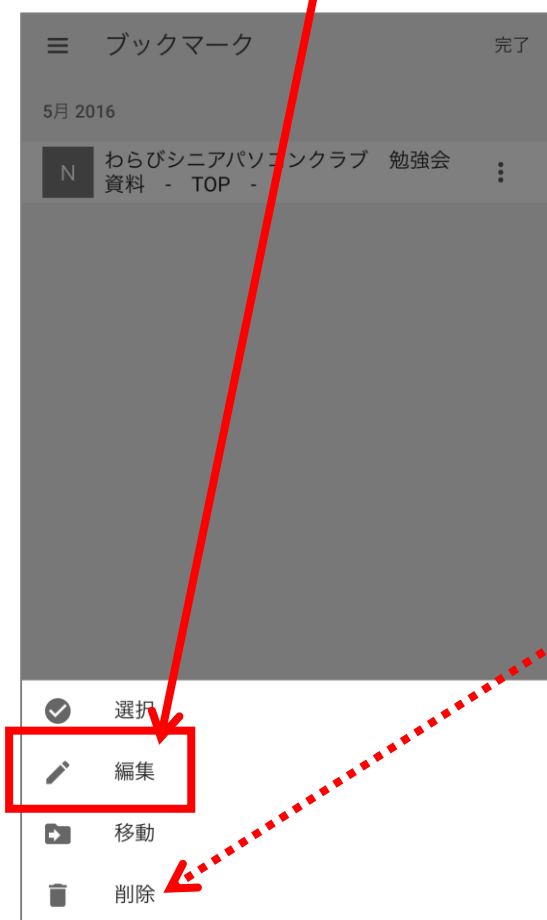 ブックマーク 完了
5月 2016
N
わらびシニアパソコンクラブ 勉強会
資料 - TOP -
選択
編集
移動
削除